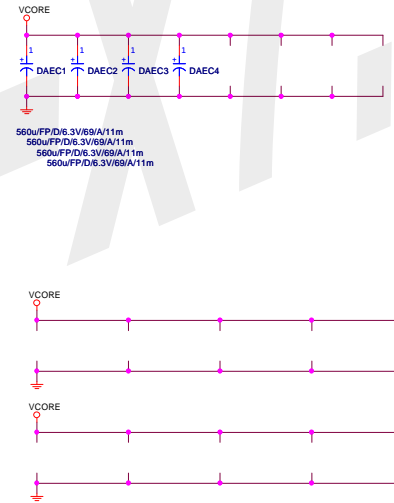 VCORE
1 1 1 1
+ DAEC1 + DAEC2 + DAEC3 + DAEC4
560u/FP/D/6.3V/69/A/11m
560u/FP/D/6.3V/69/A/11m
560u/FP/D/6.3V/69/A/11m
560u/FP/D/6.3V/69/A/11m
VCORE
VCORE